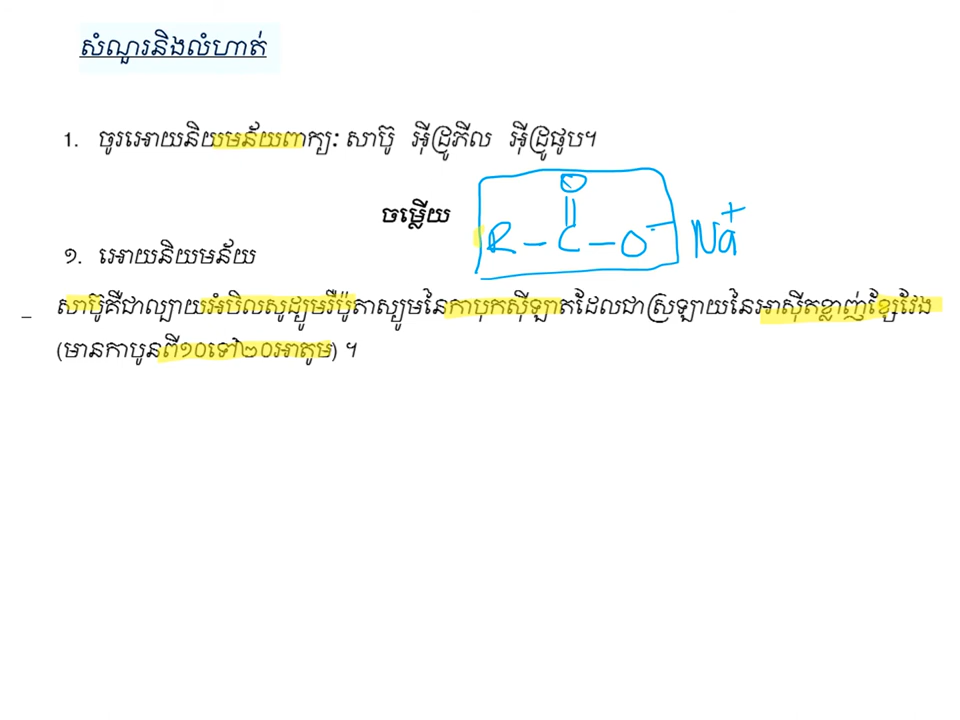 សំណួរនិងលំហាត់
1. ចូរអោយនិយមន័យពាក្យ: សាប៊ូ អ៊ីដ្រូភីល អ៊ីដ្រូផូប។
O
||
ចម្លើយ
R – C – O⁻ Na⁺
១. អោយនិយមន័យ
_ សាប៊ូគឺជាល្បាយអំបិលសូដ្យូមរឺប៉ូតាស្យូមនៃកាបុកស៊ីឡាតដែលជាស្រឡាយនៃអាស៊ីតខ្លាញ់ខ្សែវែង
(មានកាបូនពី១០ទៅ២០អាតូម) ។